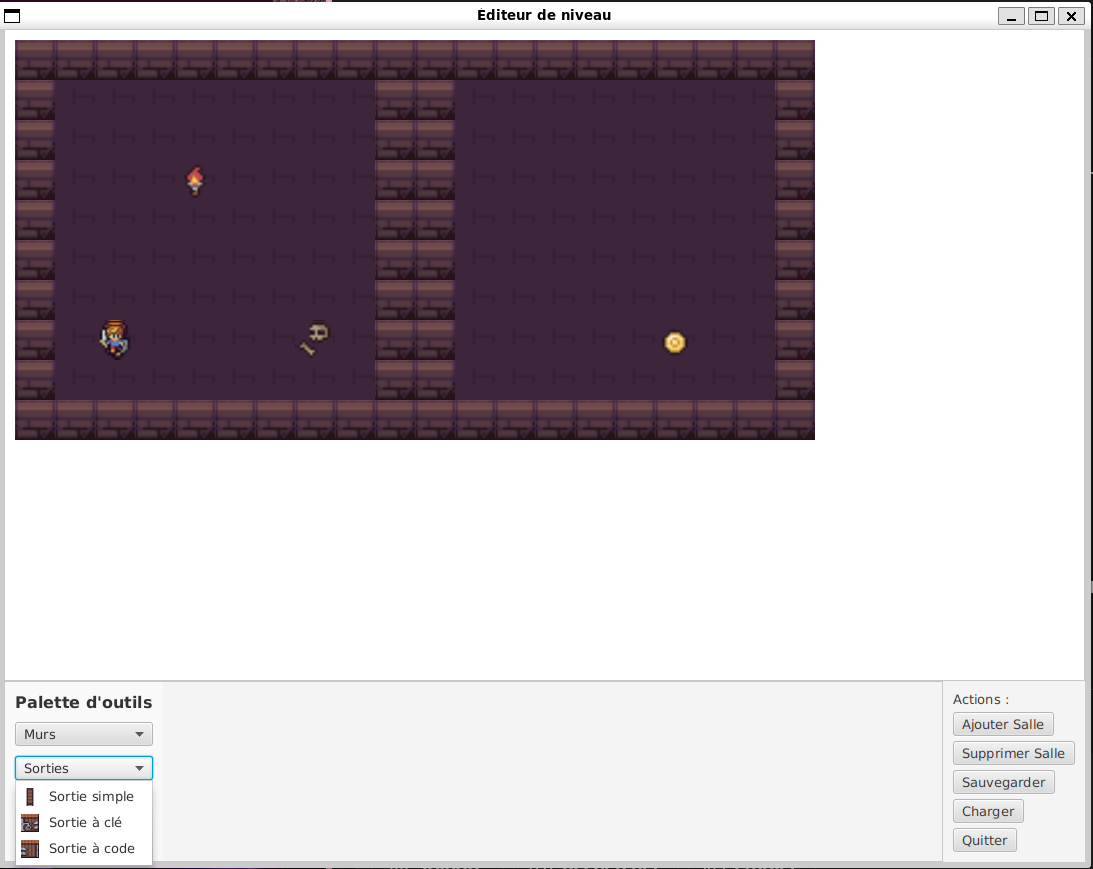 Éditeur de niveau
Palette d'outils
Murs
Sorties
Sortie simple
Sortie à clé
Sortie à code
Actions :
Ajouter Salle
Supprimer Salle
Sauvegarder
Charger
Quitter